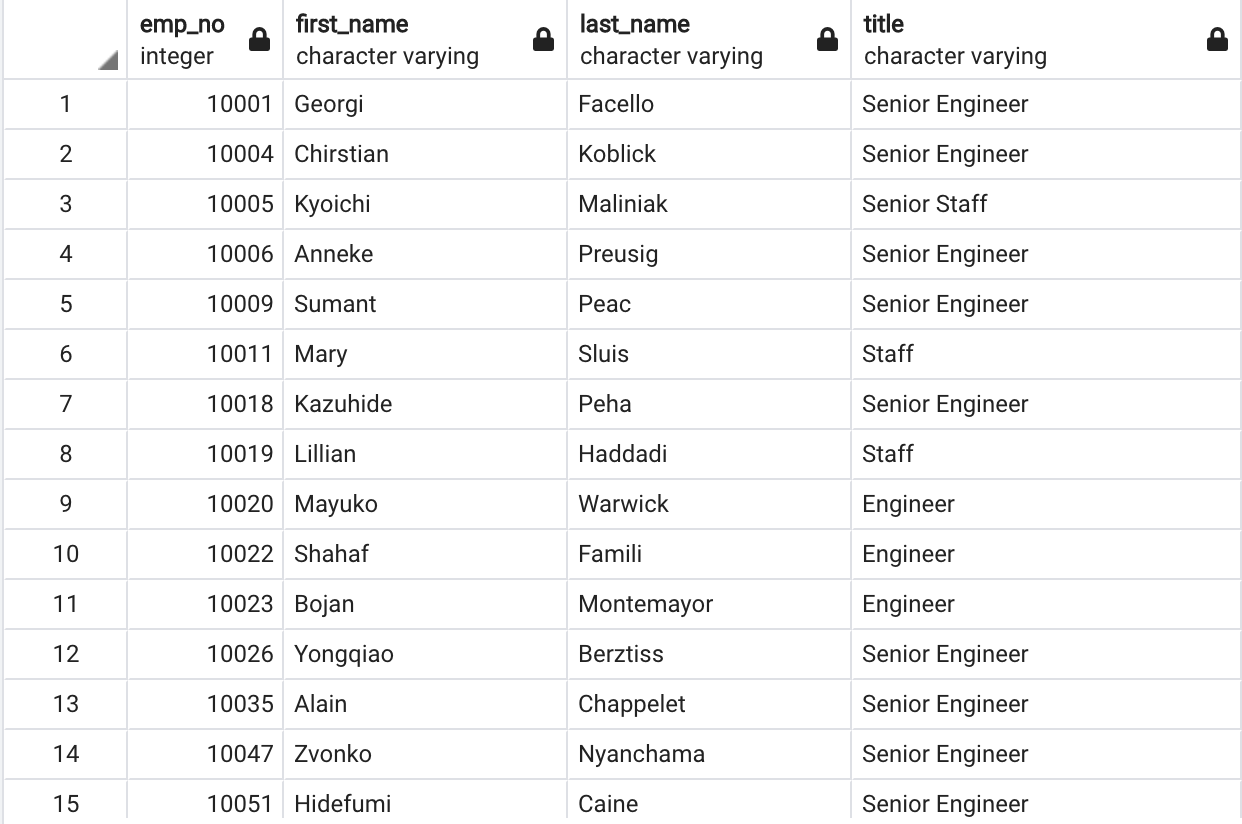 emp_no first_name last_name title
integer character varying character varying character varying
1 10001 Georgi Facello Senior Engineer
2 10004 Chirstian Koblick Senior Engineer
3 10005 Kyoichi Maliniak Senior Staff
4 10006 Anneke Preusig Senior Engineer
5 10009 Sumant Peac Senior Engineer
6 10011 Mary Sluis Staff
7 10018 Kazuhide Peha Senior Engineer
8 10019 Lillian Haddadi Staff
9 10020 Mayuko Warwick Engineer
10 10022 Shahaf Famili Engineer
11 10023 Bojan Montemayor Engineer
12 10026 Yongqiao Berztiss Senior Engineer
13 10035 Alain Chappelet Senior Engineer
14 10047 Zvonko Nyanchama Senior Engineer
15 10051 Hidefumi Caine Senior Engineer